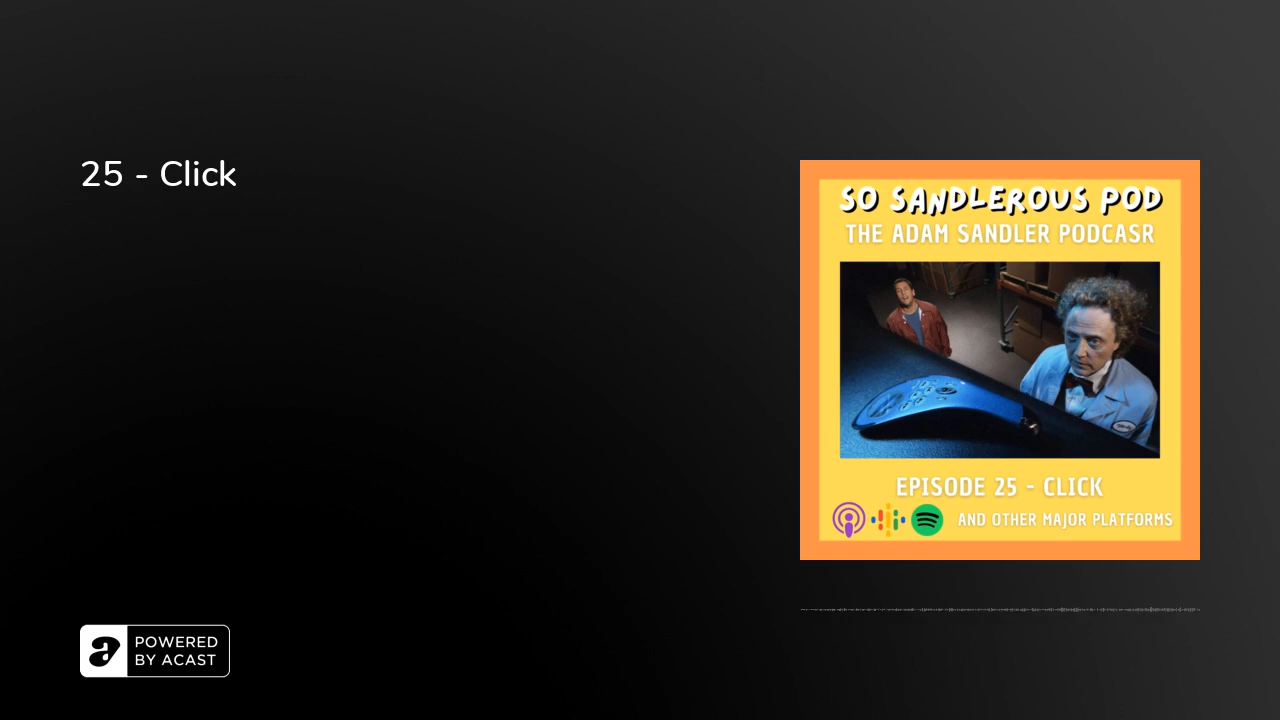 25 - Click
SO SANDLEROUS POD
THE ADAM SANDLER PODCASR
EPISODE 25 - CLICK
AND OTHER MAJOR PLATFORMS
a POWERED
BY ACAST